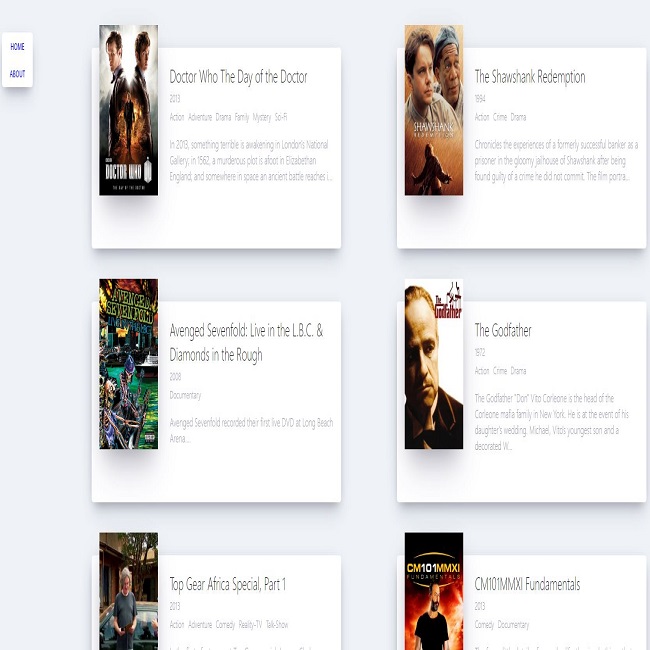 HOME
ABOUT
DOCTOR WHO
THE DAY OF THE DOCTOR
Doctor Who The Day of the Doctor
2013
Action Adventure Drama Family Mystery Sci-Fi
In 2013, something terrible is awakening in London's National
Gallery; in 1562, a murderous plot is afoot in Elizabethan
England; and somewhere in space an ancient battle reaches i...
SHAWSHANK
REDEMPTION
The Shawshank Redemption
1994
Action Crime Drama
Chronicles the experiences of a formerly successful banker as a
prisoner in the gloomy jailhouse of Shawshank after being
found guilty of a crime he did not commit. The film portra...
AVENGED
SEVENFOLD
Avenged Sevenfold: Live in the L.B.C. &
Diamonds in the Rough
2008
Documentary
Avenged Sevenfold recorded their first live DVD at Long Beach
Arena...
The
Godfather
The Godfather
1972
Action Crime Drama
The Godfather "Don" Vito Corleone is the head of the
Corleone mafia family in New York. He is at the event of his
daughter's wedding. Michael, Vito's youngest son and a
decorated W...
Top Gear Africa Special, Part 1
2013
Action Adventure Comedy Reality-TV Talk-Show
CM101MMXI
FUNDAMENTALS
CM101MMXI Fundamentals
2013
Comedy Documentary